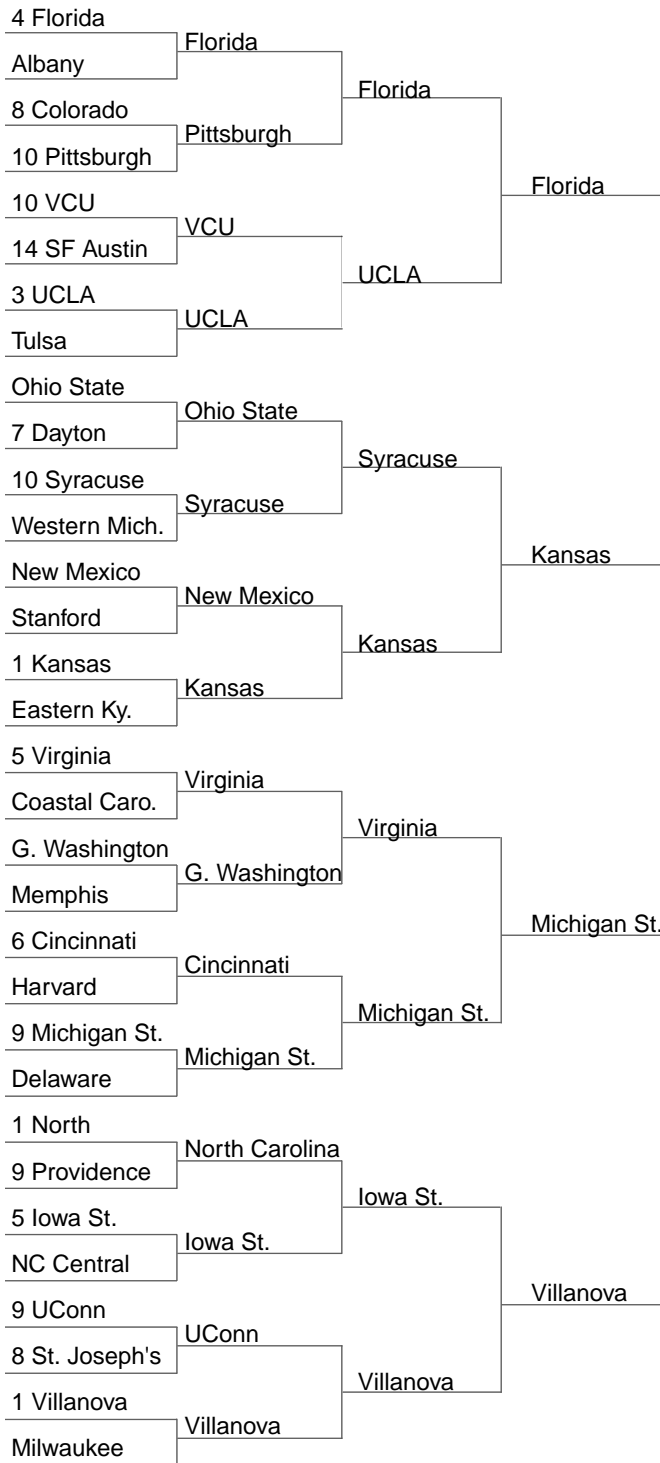 4 Florida
Albany
8 Colorado
10 Pittsburgh
10 VCU
14 SF Austin
3 UCLA
Tulsa
Ohio State
7 Dayton
10 Syracuse
Western Mich.
New Mexico
Stanford
1 Kansas
Eastern Ky.
5 Virginia
Coastal Caro.
G. Washington
Memphis
6 Cincinnati
Harvard
9 Michigan St.
Delaware
1 North
9 Providence
5 Iowa St.
NC Central
9 UConn
8 St. Joseph's
1 Villanova
Milwaukee
Florida
Pittsburgh
VCU
UCLA
Ohio State
Syracuse
New Mexico
Kansas
Virginia
G. Washington
Cincinnati
Michigan St.
North Carolina
Iowa St.
UConn
Villanova
Florida
UCLA
Syracuse
Kansas
Virginia
Michigan St.
Iowa St.
Villanova
Florida
Kansas
Michigan St.
Villanova